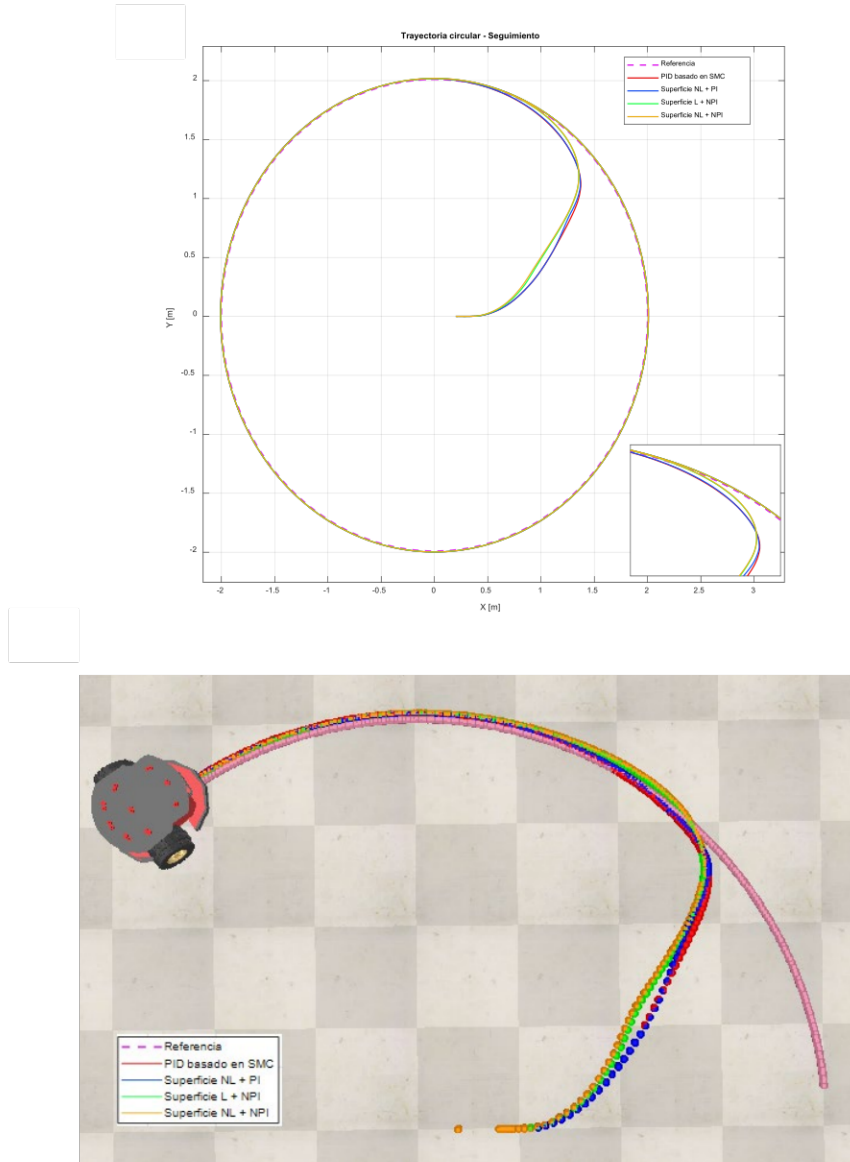 Trayectoria circular - Seguimiento
Referencia
PID basado en SMC
Superficie NL + PI
Superficie L + NPI
Superficie NL + NPI
2
1.5
1
0.5
0
-0.5
-1
-1.5
-2
Y [m]
-2
-1.5
-1
-0.5
0
0.5
1
1.5
2
2.5
3
X [m]
Referencia
PID basado en SMC
Superficie NL + PI
Superficie L + NPI
Superficie NL + NPI